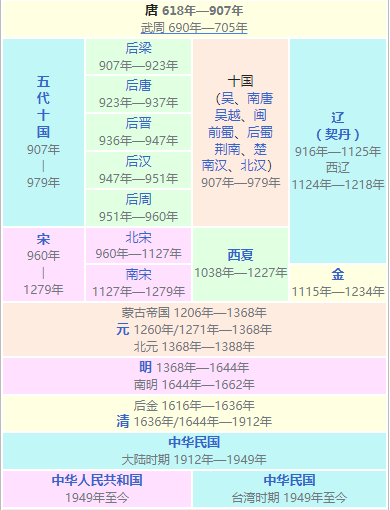 唐 618年—907年
武周 690年—705年
五
代
十
国
907年
|
979年
后梁
907年—923年
后唐
923年—937年
后晋
936年—947年
后汉
947年—951年
后周
951年—960年
十国
（吴、南唐
吴越、闽
前蜀、后蜀
荆南、楚
南汉、北汉）
907年—979年
辽
（契丹）
916年—1125年
西辽
1124年—1218年
宋
960年
|
1279年
北宋
960年—1127年
南宋
1127年—1279年
西夏
1038年—1227年
金
1115年—1234年
蒙古帝国 1206年—1368年
元 1260年/1271年—1368年
北元 1368年—1388年
明 1368年—1644年
南明 1644年—1662年
后金 1616年—1636年
清 1636年/1644年—1912年
中华民国
大陆时期 1912年—1949年
中华人民共和国
1949年至今
中华民国
台湾时期 1949年至今